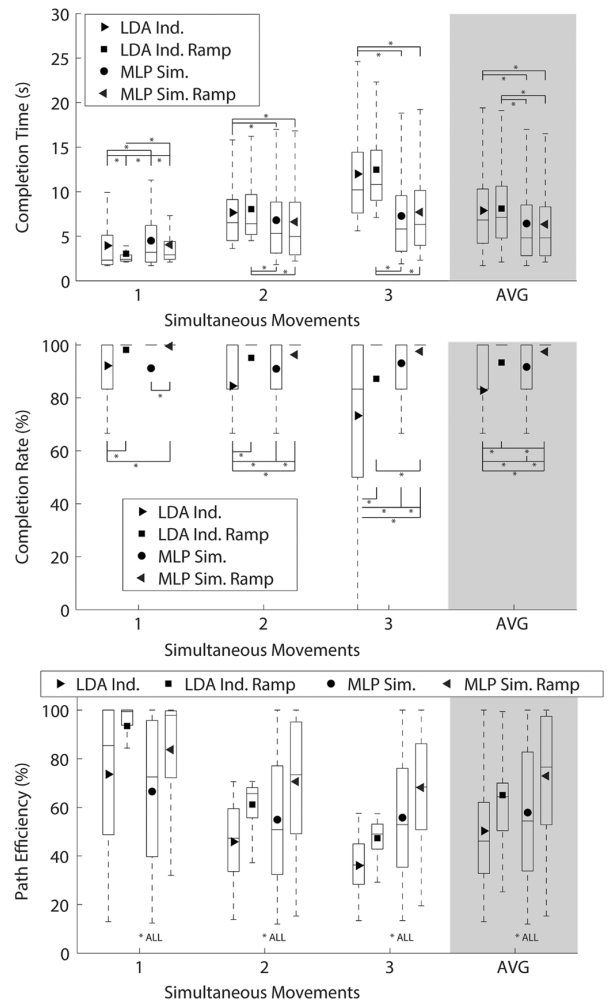 30
25
20
15
10
5
0
Completion Time (s)
LDA Ind.
LDA Ind. Ramp
MLP Sim.
MLP Sim. Ramp
* * * * * *
* * * *
* * * *
* * * *
1 2 3 AVG
Simultaneous Movements
100
80
60
40
20
0
Completion Rate (%)
*
* *
* * * *
* * * * *
* * * *
LDA Ind.
LDA Ind. Ramp
MLP Sim.
MLP Sim. Ramp
1 2 3 AVG
Simultaneous Movements
LDA Ind. LDA Ind. Ramp MLP Sim. MLP Sim. Ramp
100
80
60
40
20
0
Path Efficiency (%)
* ALL * ALL * ALL * ALL
1 2 3 AVG
Simultaneous Movements